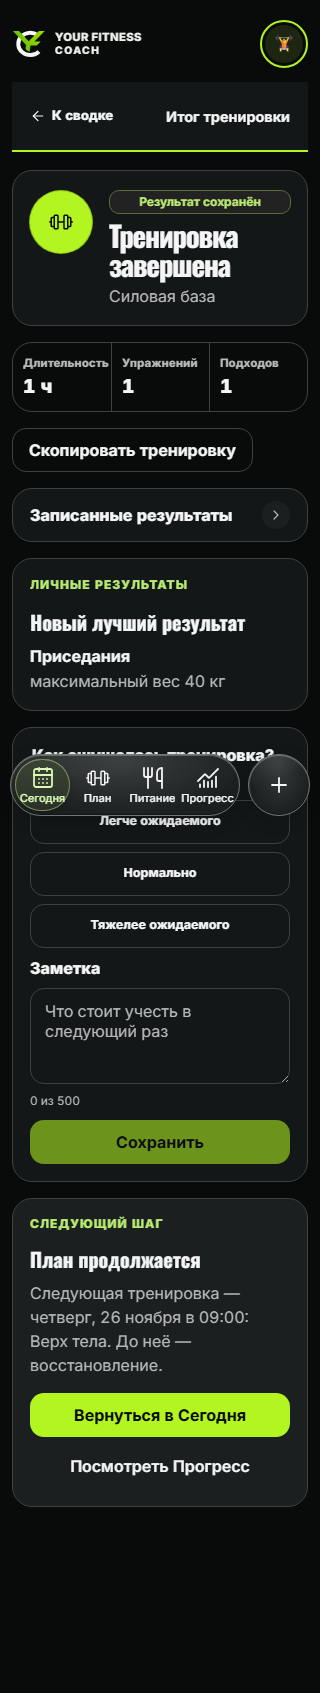 YOUR FITNESS
COACH
К сводке
Итог тренировки
Результат сохранён
Тренировка
завершена
Силовая база
Длительность
1 ч
Упражнений
1
Подходов
1
Скопировать тренировку
Записанные результаты
ЛИЧНЫЕ РЕЗУЛЬТАТЫ
Новый лучший результат
Приседания
максимальный вес 40 кг
Сегодня
План
Питание
Прогресс
Легче ожидаемого
Нормально
Тяжелее ожидаемого
Заметка
Что стоит учесть в
следующий раз
0 из 500
Сохранить
СЛЕДУЮЩИЙ ШАГ
План продолжается
Следующая тренировка —
четверг, 26 ноября в 09:00:
Верх тела. До неё —
восстановление.
Вернуться в Сегодня
Посмотреть Прогресс